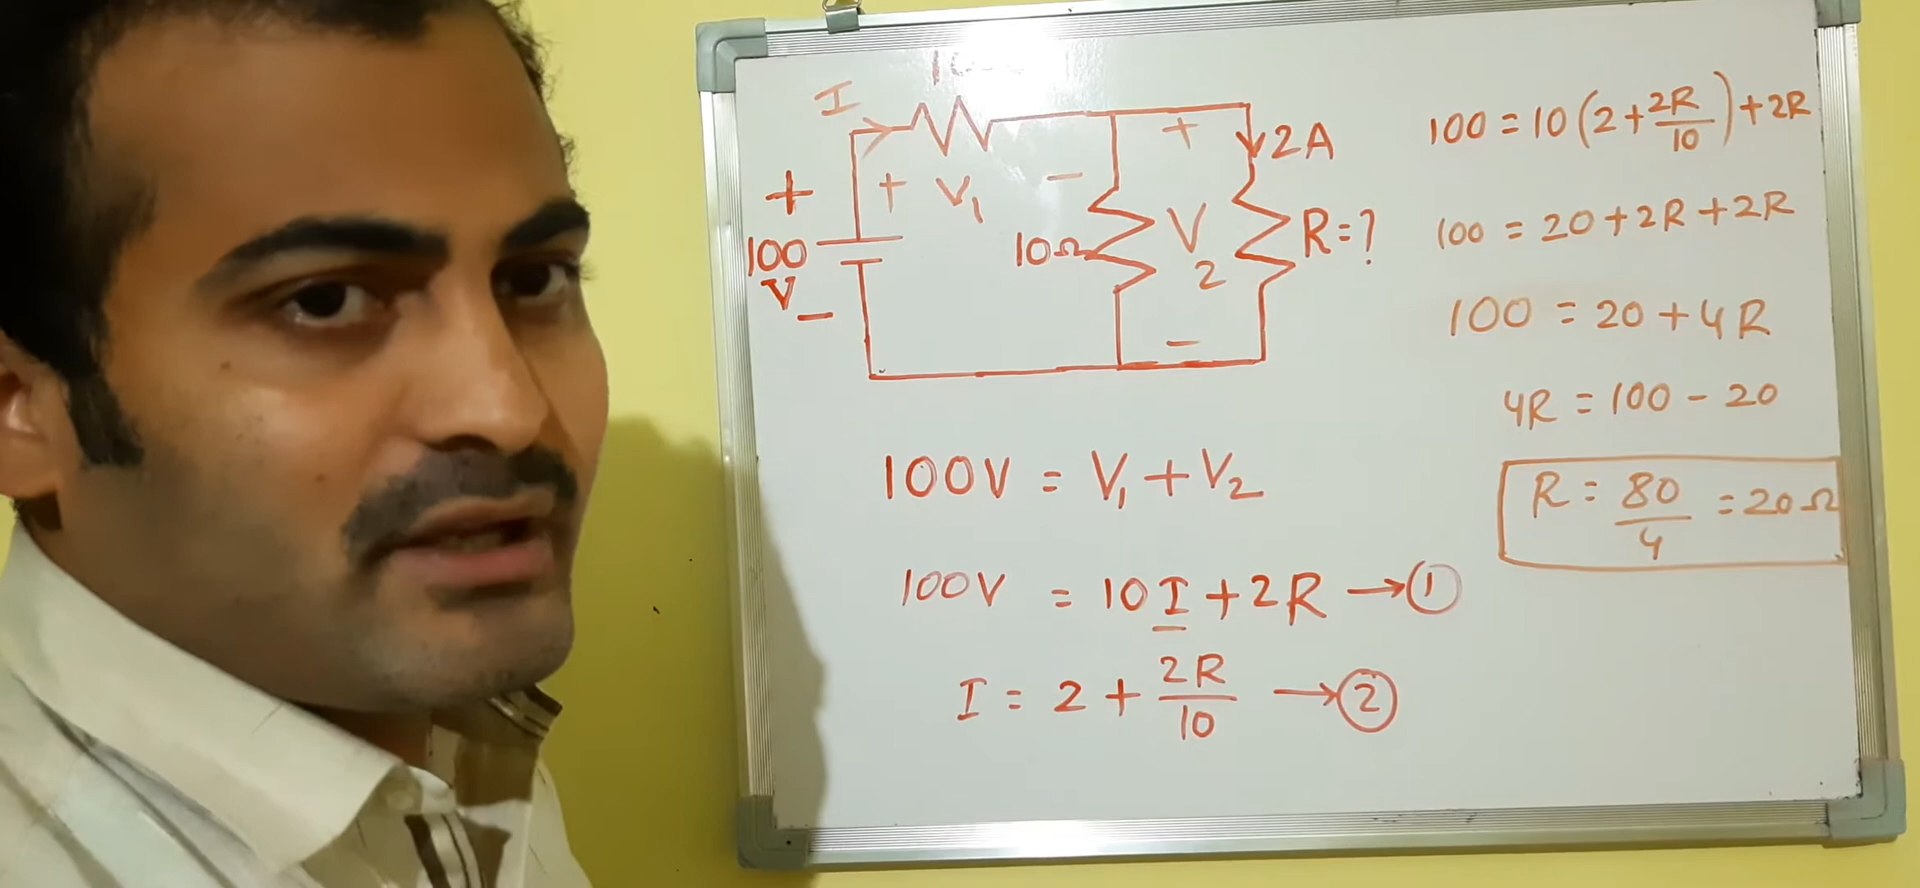 I
+
100
V
-
+ V₁ -
10Ω
+
V
2
-
2A
R=?
100V = V₁ + V₂
100V = 10I + 2R → ①
I = 2 + 2R/10 → ②
100 = 10(2 + 2R/10) + 2R
100 = 20 + 2R + 2R
100 = 20 + 4R
4R = 100 - 20
R = 80/4 = 20Ω